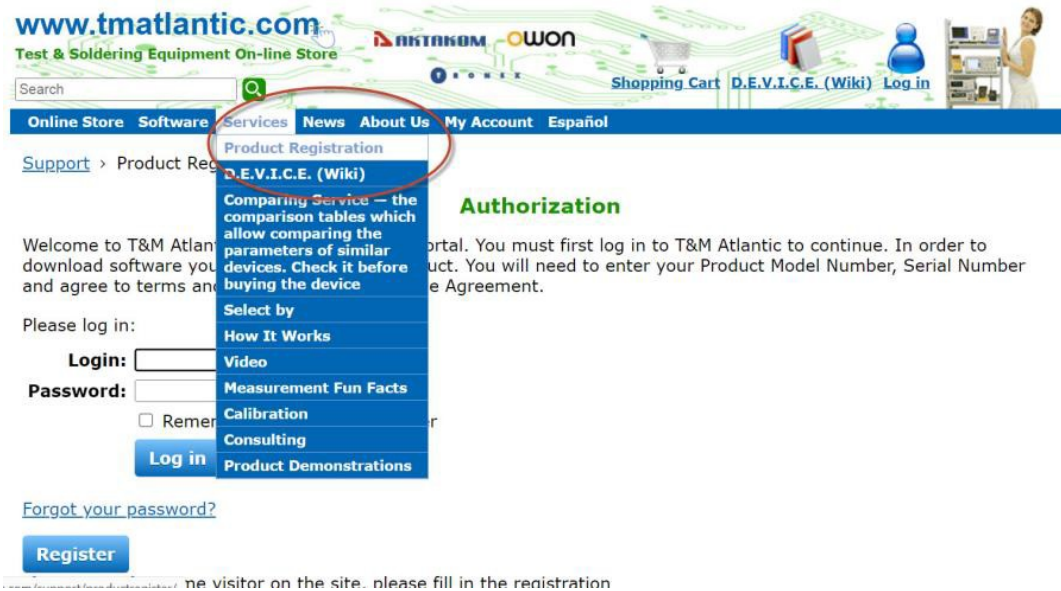 www.tmatlantic.com
Test & Soldering Equipment On-line Store
AKTAKOM OWON
Search
Shopping Cart D.E.V.I.C.E. (Wiki) Log in
Online Store Software Services News About Us My Account Español
Support › Product Reg
Product Registration
D.E.V.I.C.E. (Wiki)
Comparing Service — the
comparison tables which
allow comparing the
parameters of similar
devices. Check it before
buying the device
Select by
How It Works
Video
Measurement Fun Facts
Calibration
Consulting
Product Demonstrations
Authorization
Welcome to T&M Atlan rtal. You must first log in to T&M Atlantic to continue. In order to
download software you uct. You will need to enter your Product Model Number, Serial Number
and agree to terms and e Agreement.
Please log in:
Login:
Password:
Remer r
Log in
Forgot your password?
Register
me visitor on the site, please fill in the registration